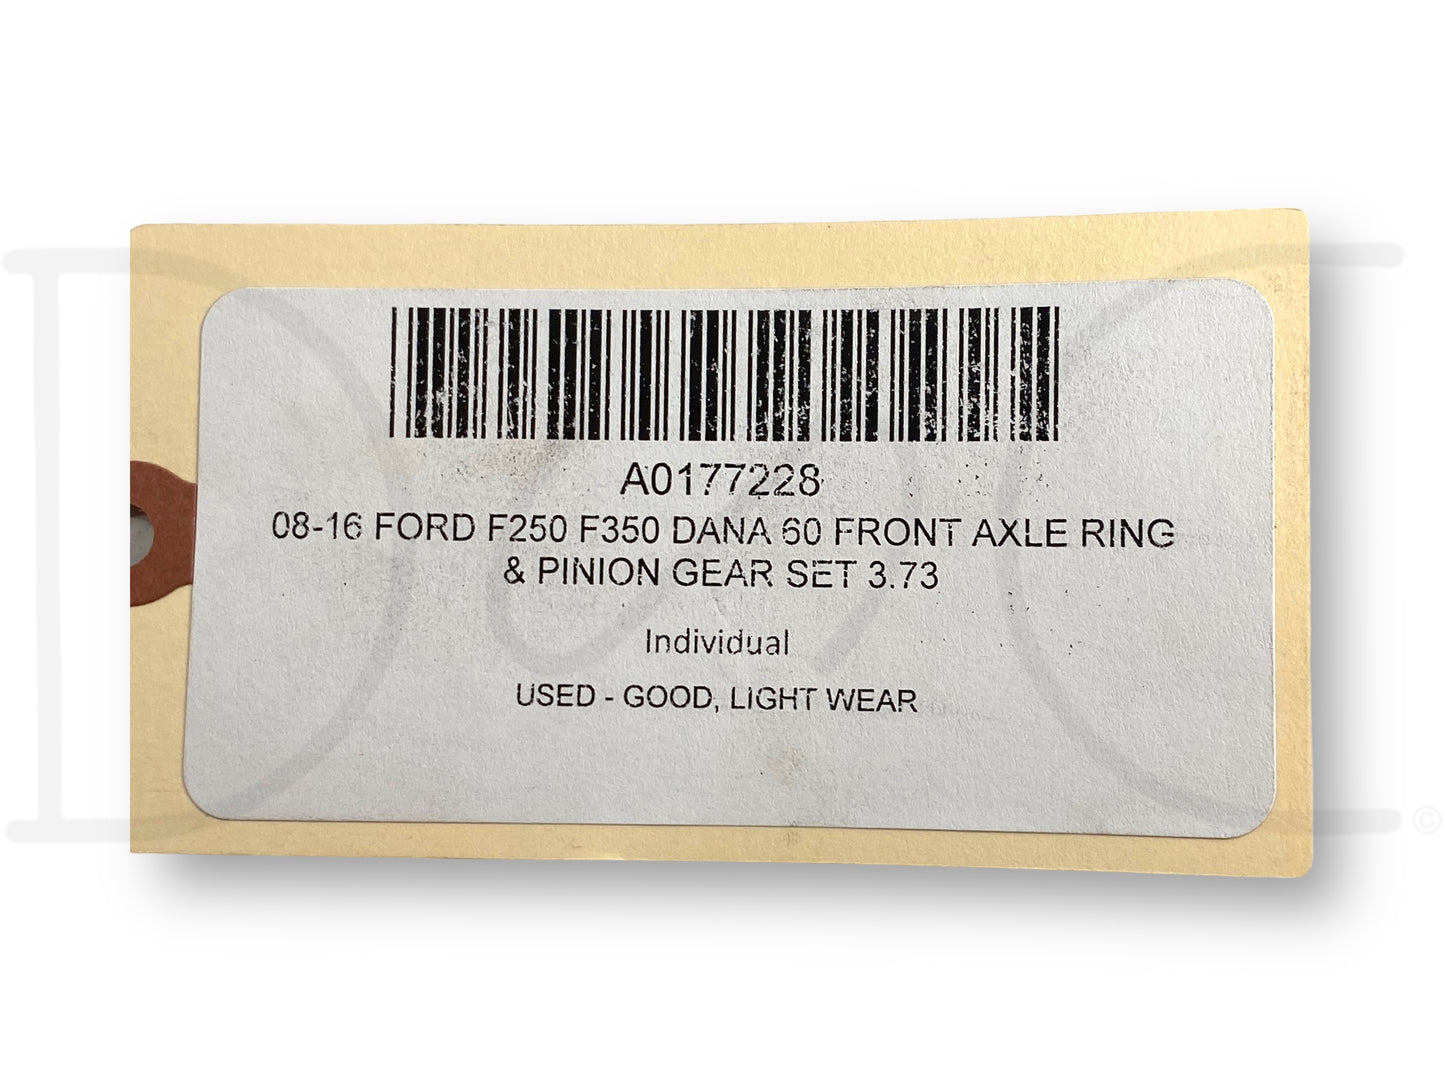 A0177228
08-16 FORD F250 F350 DANA 60 FRONT AXLE RING
& PINION GEAR SET 3.73
Individual
USED - GOOD, LIGHT WEAR
©